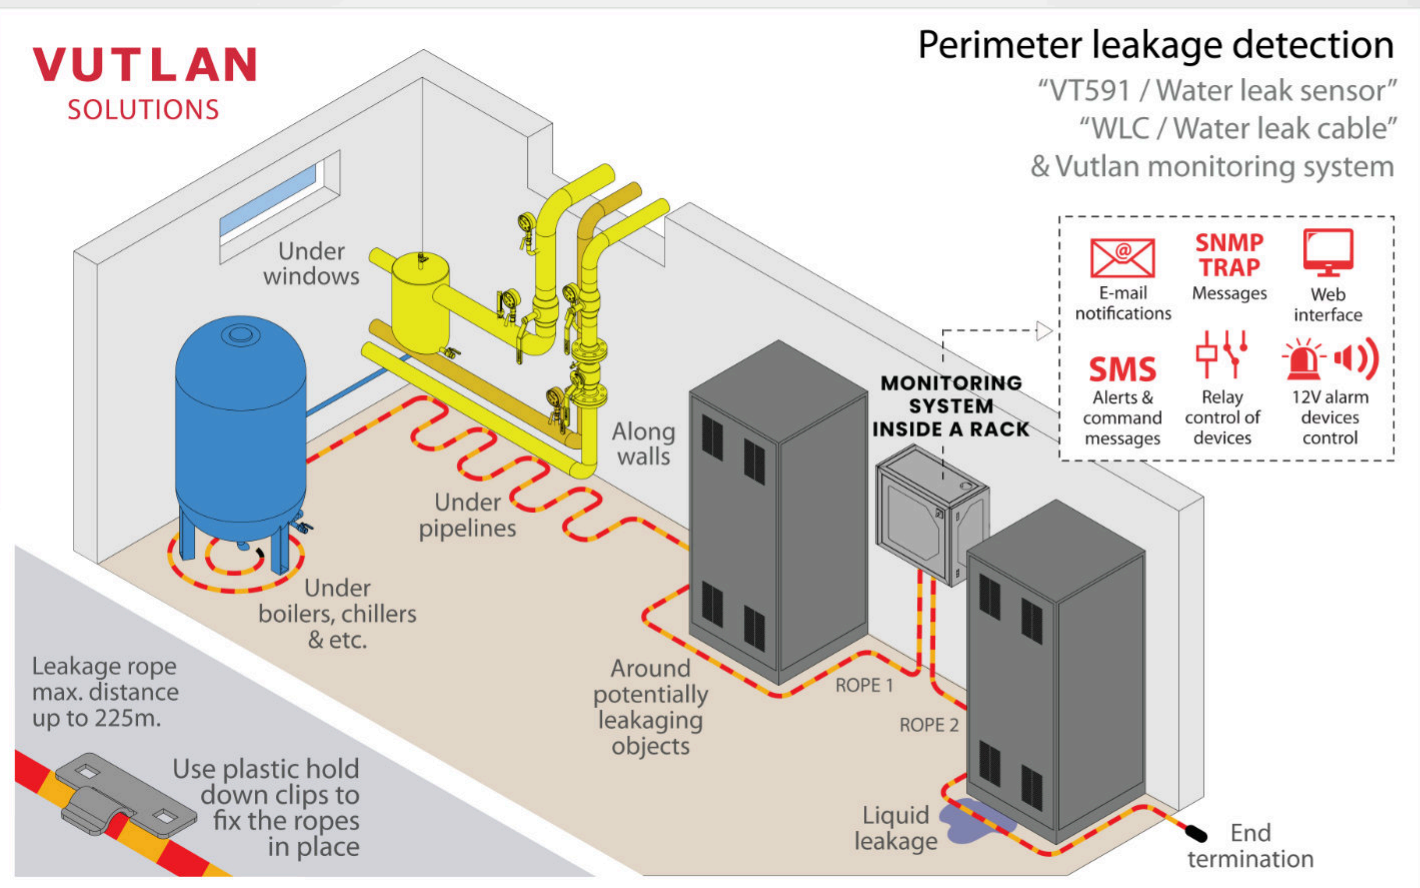 VUTLAN
SOLUTIONS
Perimeter leakage detection
“VT591 / Water leak sensor”
“WLC / Water leak cable”
& Vutlan monitoring system
@
E-mail
notifications
SNMP
TRAP
Messages
Web
interface
SMS
Alerts &
command
messages
Relay
control of
devices
12V alarm
devices
control
MONITORING
SYSTEM
INSIDE A RACK
Under
windows
Along
walls
Under
pipelines
Under
boilers, chillers
& etc.
Around
potentially
leakaging
objects
ROPE 1
ROPE 2
Liquid
leakage
End
termination
Leakage rope
max. distance
up to 225m.
Use plastic hold
down clips to
fix the ropes
in place